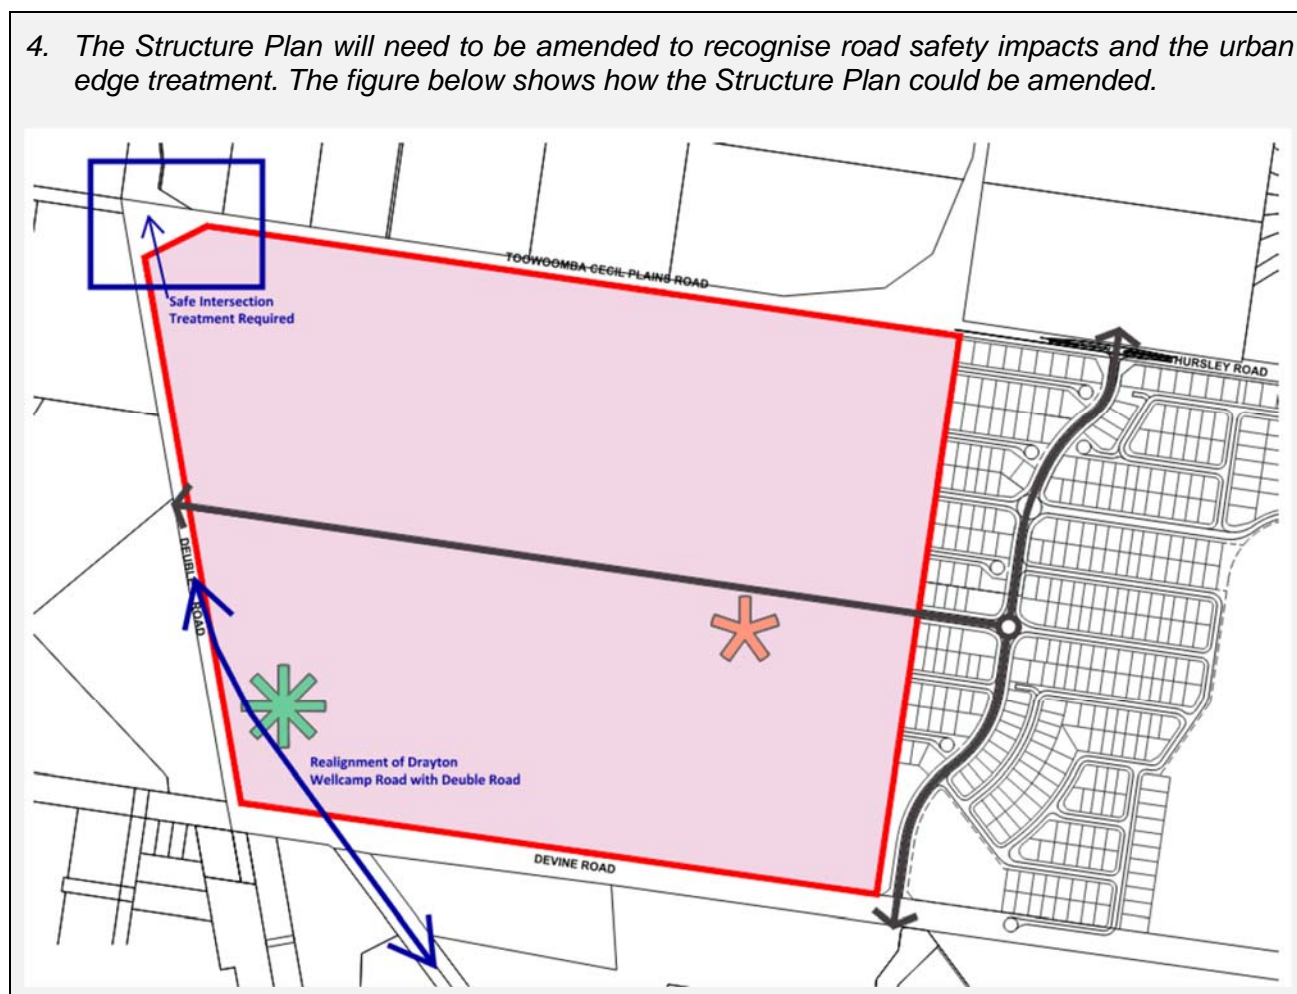 4. The Structure Plan will need to be amended to recognise road safety impacts and the urban
edge treatment. The figure below shows how the Structure Plan could be amended.
TOOWOOMBA CECIL PLAINS ROAD
Safe Intersection
Treatment Required
HURSLEY ROAD
DEUBLE ROAD
Realignment of Drayton
Wellcamp Road with Deuble Road
DEVINE ROAD